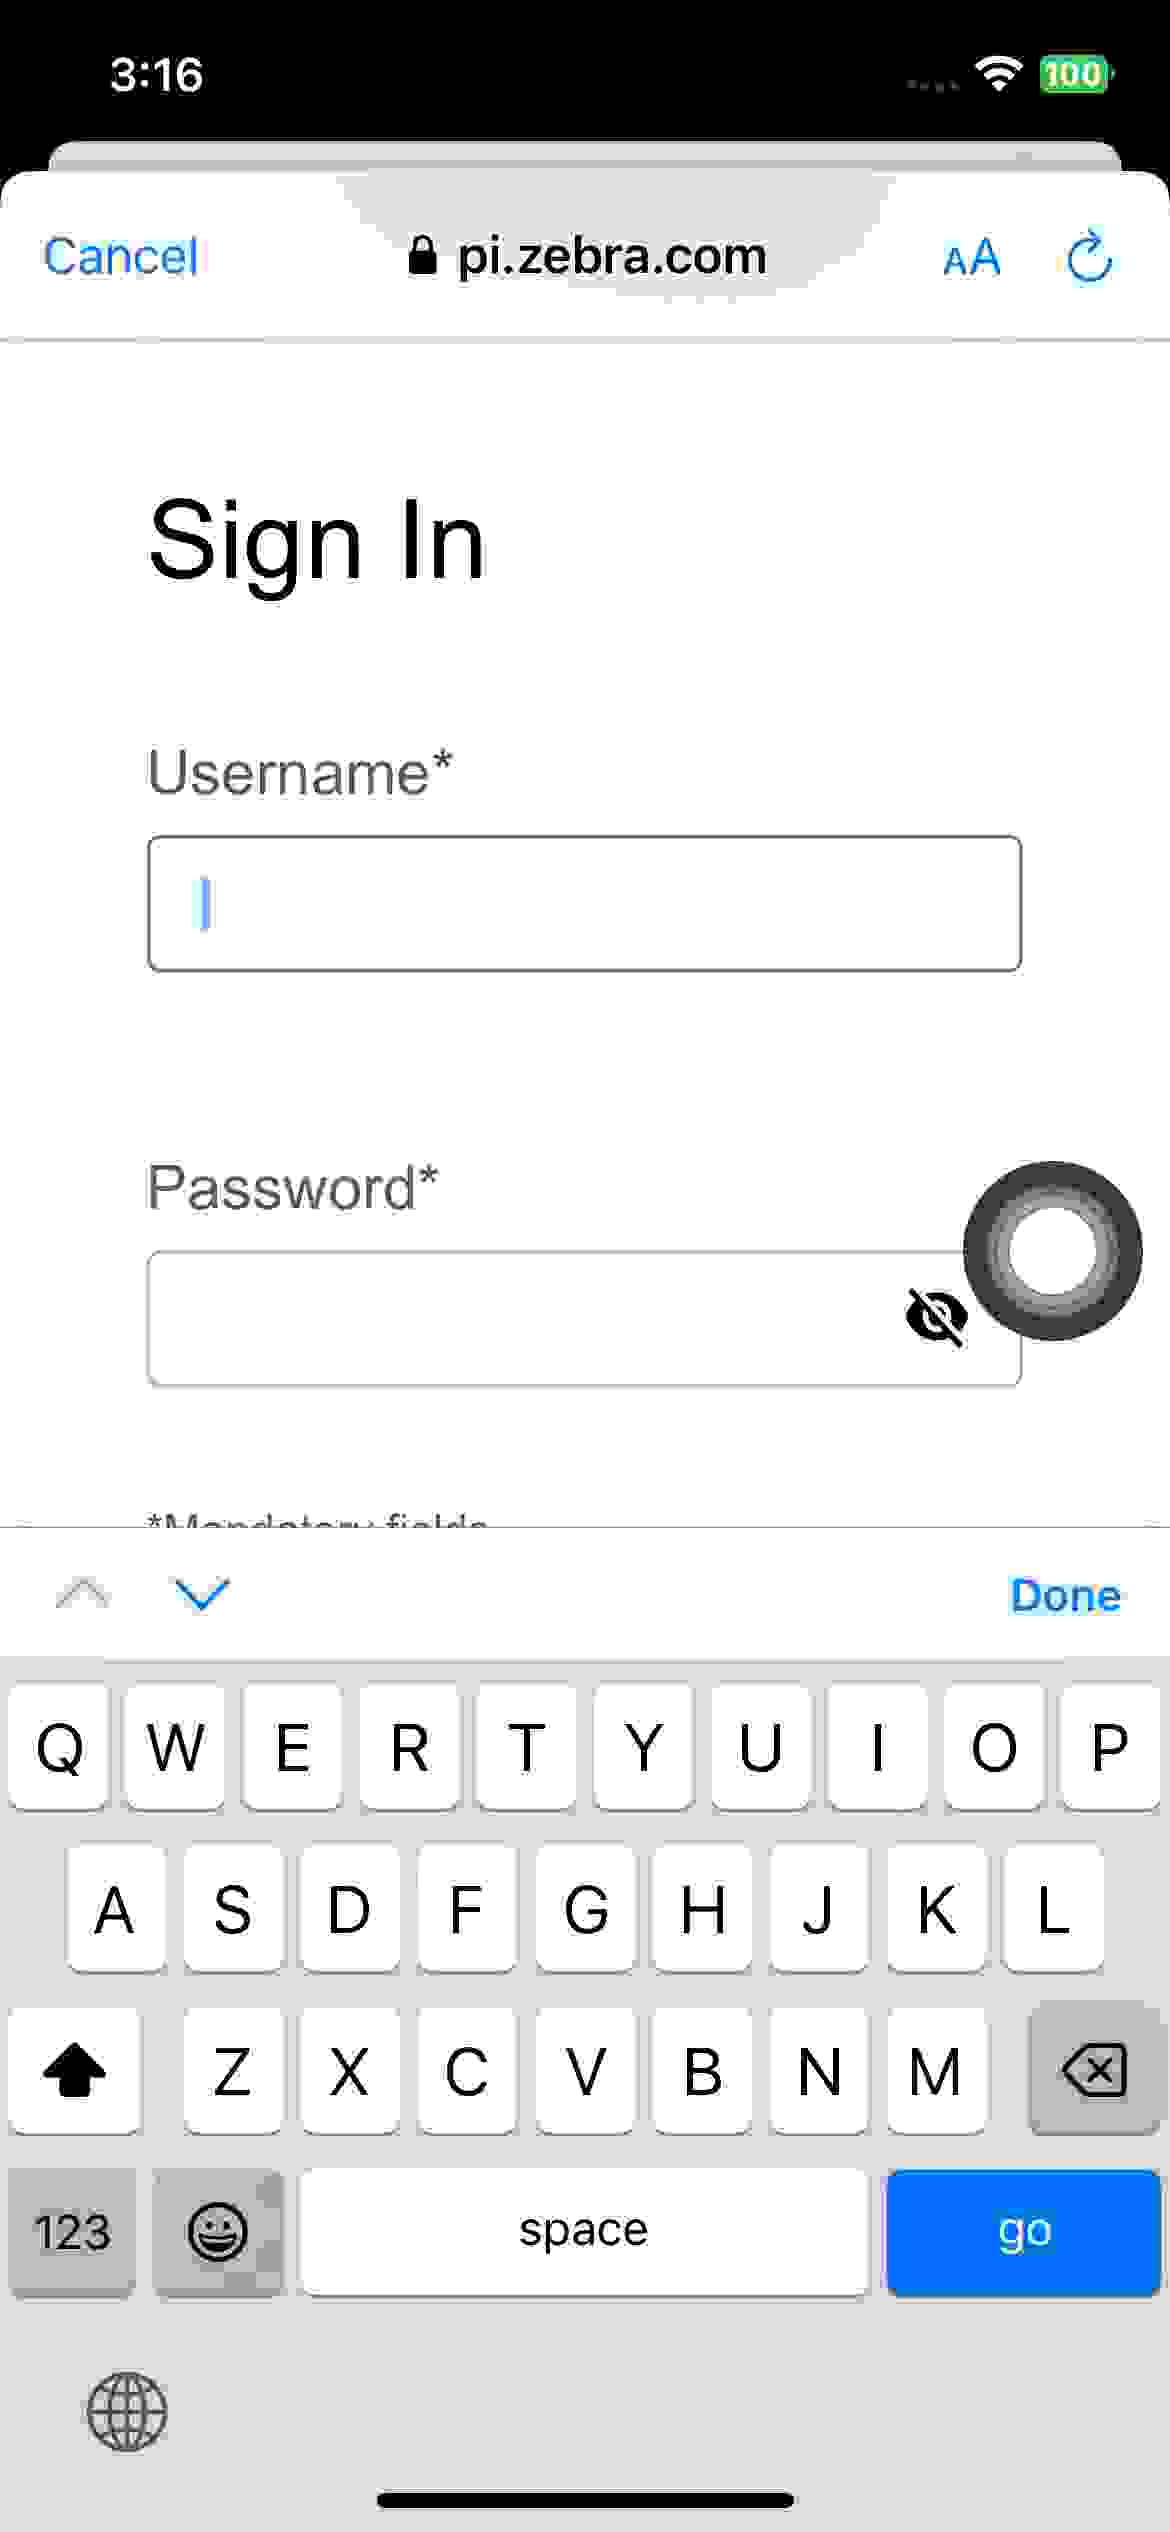 3:16
100
Cancel
pi.zebra.com
AA
Sign In
Username*
Password*
*Mandatory fields
Done
Q W E R T Y U I O P
A S D F G H J K L
Z X C V B N M
123
space
go